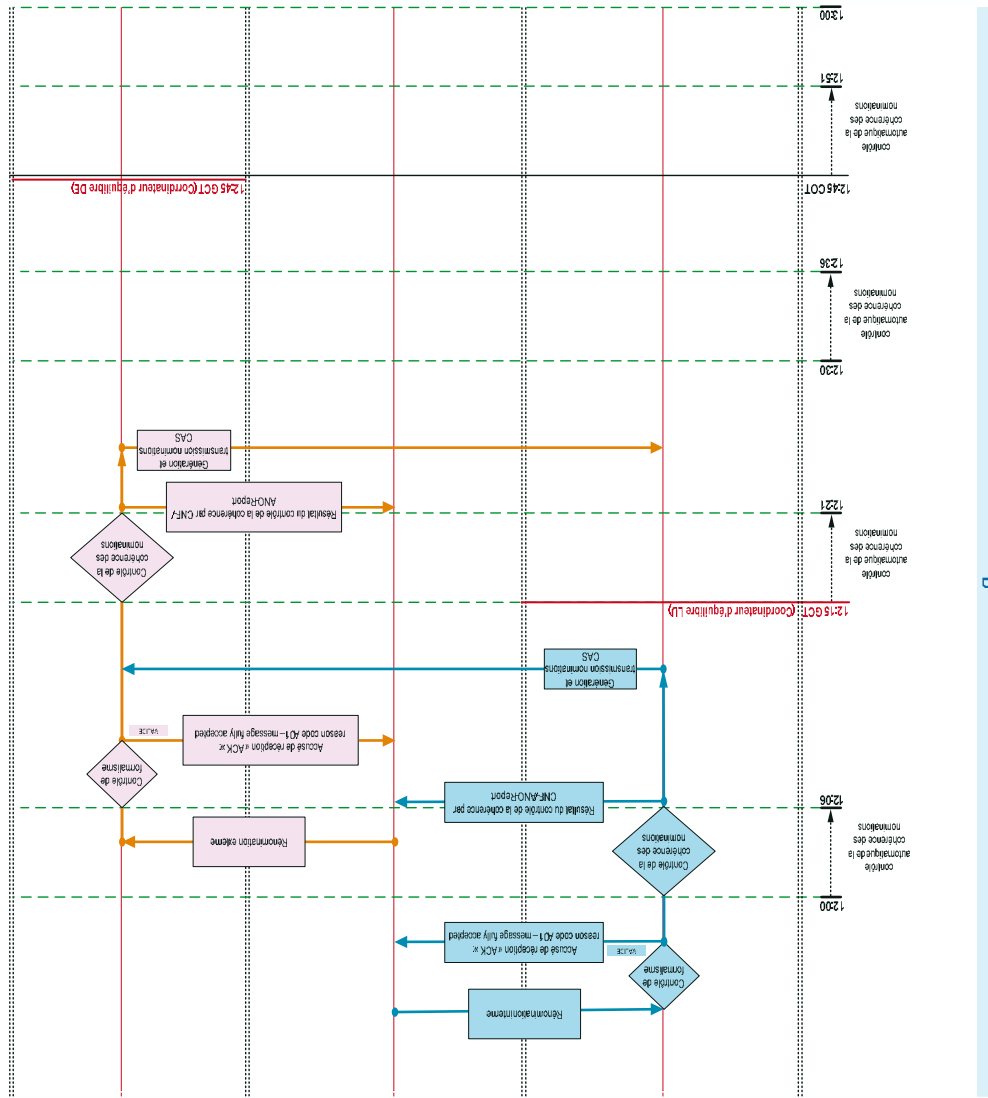 Rénominationinterne
Contrôle de
formalisme
VALIDE
Accusé de réception « ACK »:
reason code A01 – message fully accepted
12:00
contrôle
automatique de la
cohérence des
nominations
Contrôle de la
cohérence des
nominations
Rénomination externe
12:06
Résultat du contrôle de la cohérence par
CNF/ANO-Report
Contrôle de
formalisme
VALIDE
Accusé de réception « ACK »:
reason code A01 – message fully accepted
Génération et
transmission nominations
CAS
12:15 GCT (Coordinateur d'équilibre LU)
contrôle
automatique de la
cohérence des
nominations
Contrôle de la
cohérence des
nominations
12:21
Résultat du contrôle de la cohérence par CNF/
ANO-Report
Génération et
transmission nominations
CAS
12:30
contrôle
automatique de la
cohérence des
nominations
12:36
12:45 COT
12:45 GCT (Corrdinateur d'équilibre DE)
contrôle
automatique de la
cohérence des
nominations
12:51
13:00